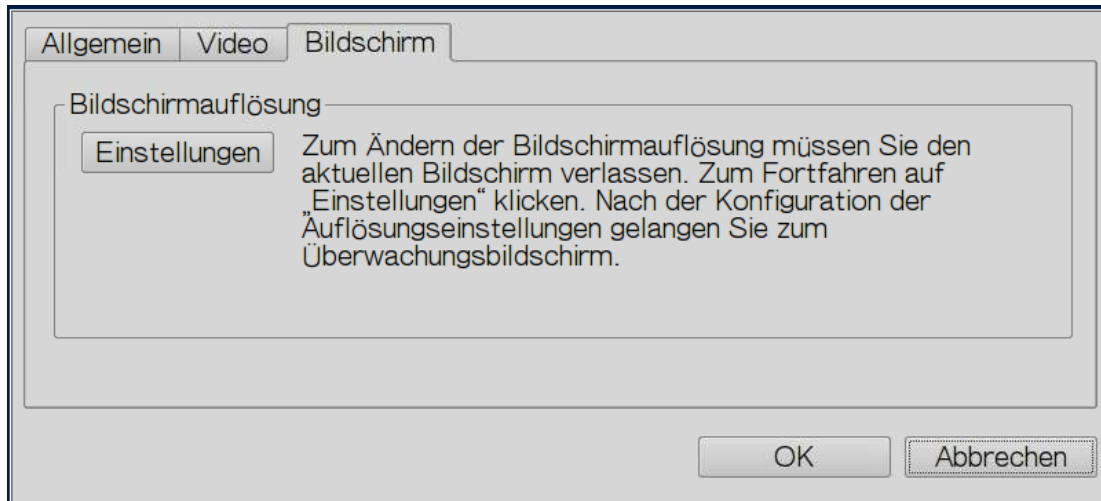 Allgemein Video Bildschirm
Bildschirmauflösung
Einstellungen
Zum Ändern der Bildschirmauflösung müssen Sie den
aktuellen Bildschirm verlassen. Zum Fortfahren auf
„Einstellungen“ klicken. Nach der Konfiguration der
Auflösungseinstellungen gelangen Sie zum
Überwachungsbildschirm.
OK Abbrechen